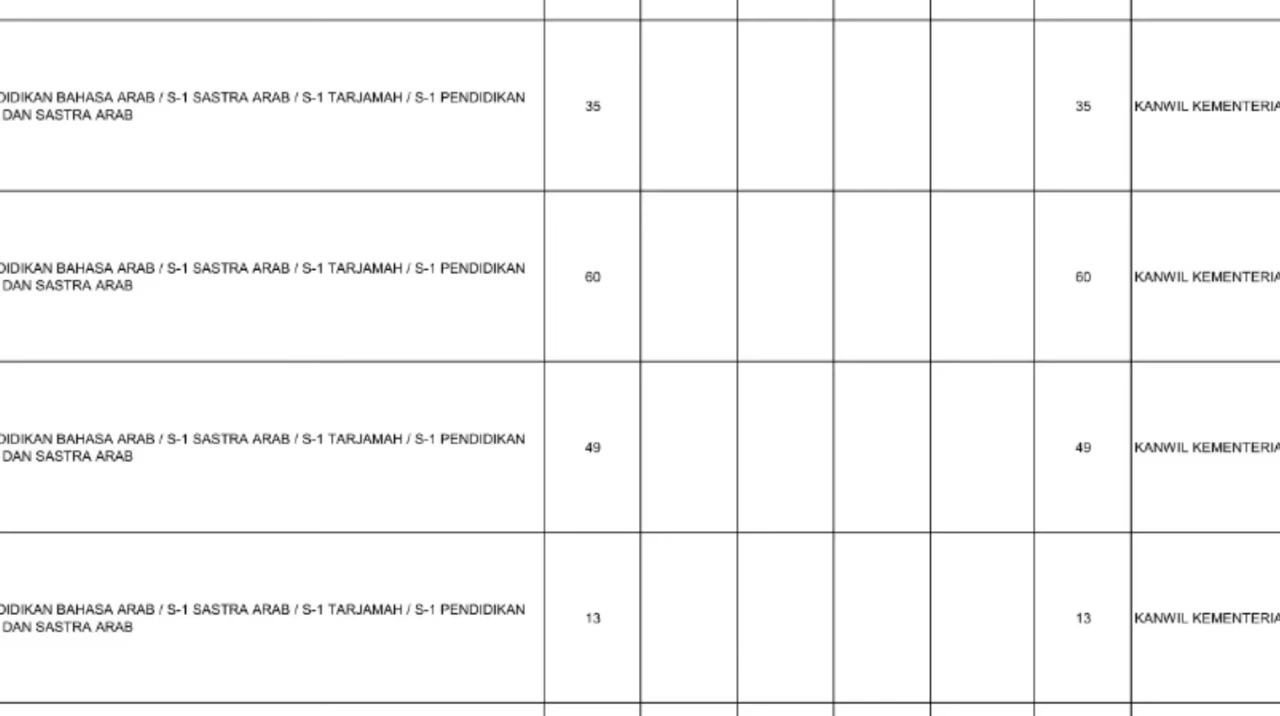 DIDIKAN BAHASA ARAB / S-1 SASTRA ARAB / S-1 TARJAMAH / S-1 PENDIDIKAN
DAN SASTRA ARAB
35
35
KANWIL KEMENTERIA
DIDIKAN BAHASA ARAB / S-1 SASTRA ARAB / S-1 TARJAMAH / S-1 PENDIDIKAN
DAN SASTRA ARAB
60
60
KANWIL KEMENTERIA
DIDIKAN BAHASA ARAB / S-1 SASTRA ARAB / S-1 TARJAMAH / S-1 PENDIDIKAN
DAN SASTRA ARAB
49
49
KANWIL KEMENTERIA
DIDIKAN BAHASA ARAB / S-1 SASTRA ARAB / S-1 TARJAMAH / S-1 PENDIDIKAN
DAN SASTRA ARAB
13
13
KANWIL KEMENTERIA